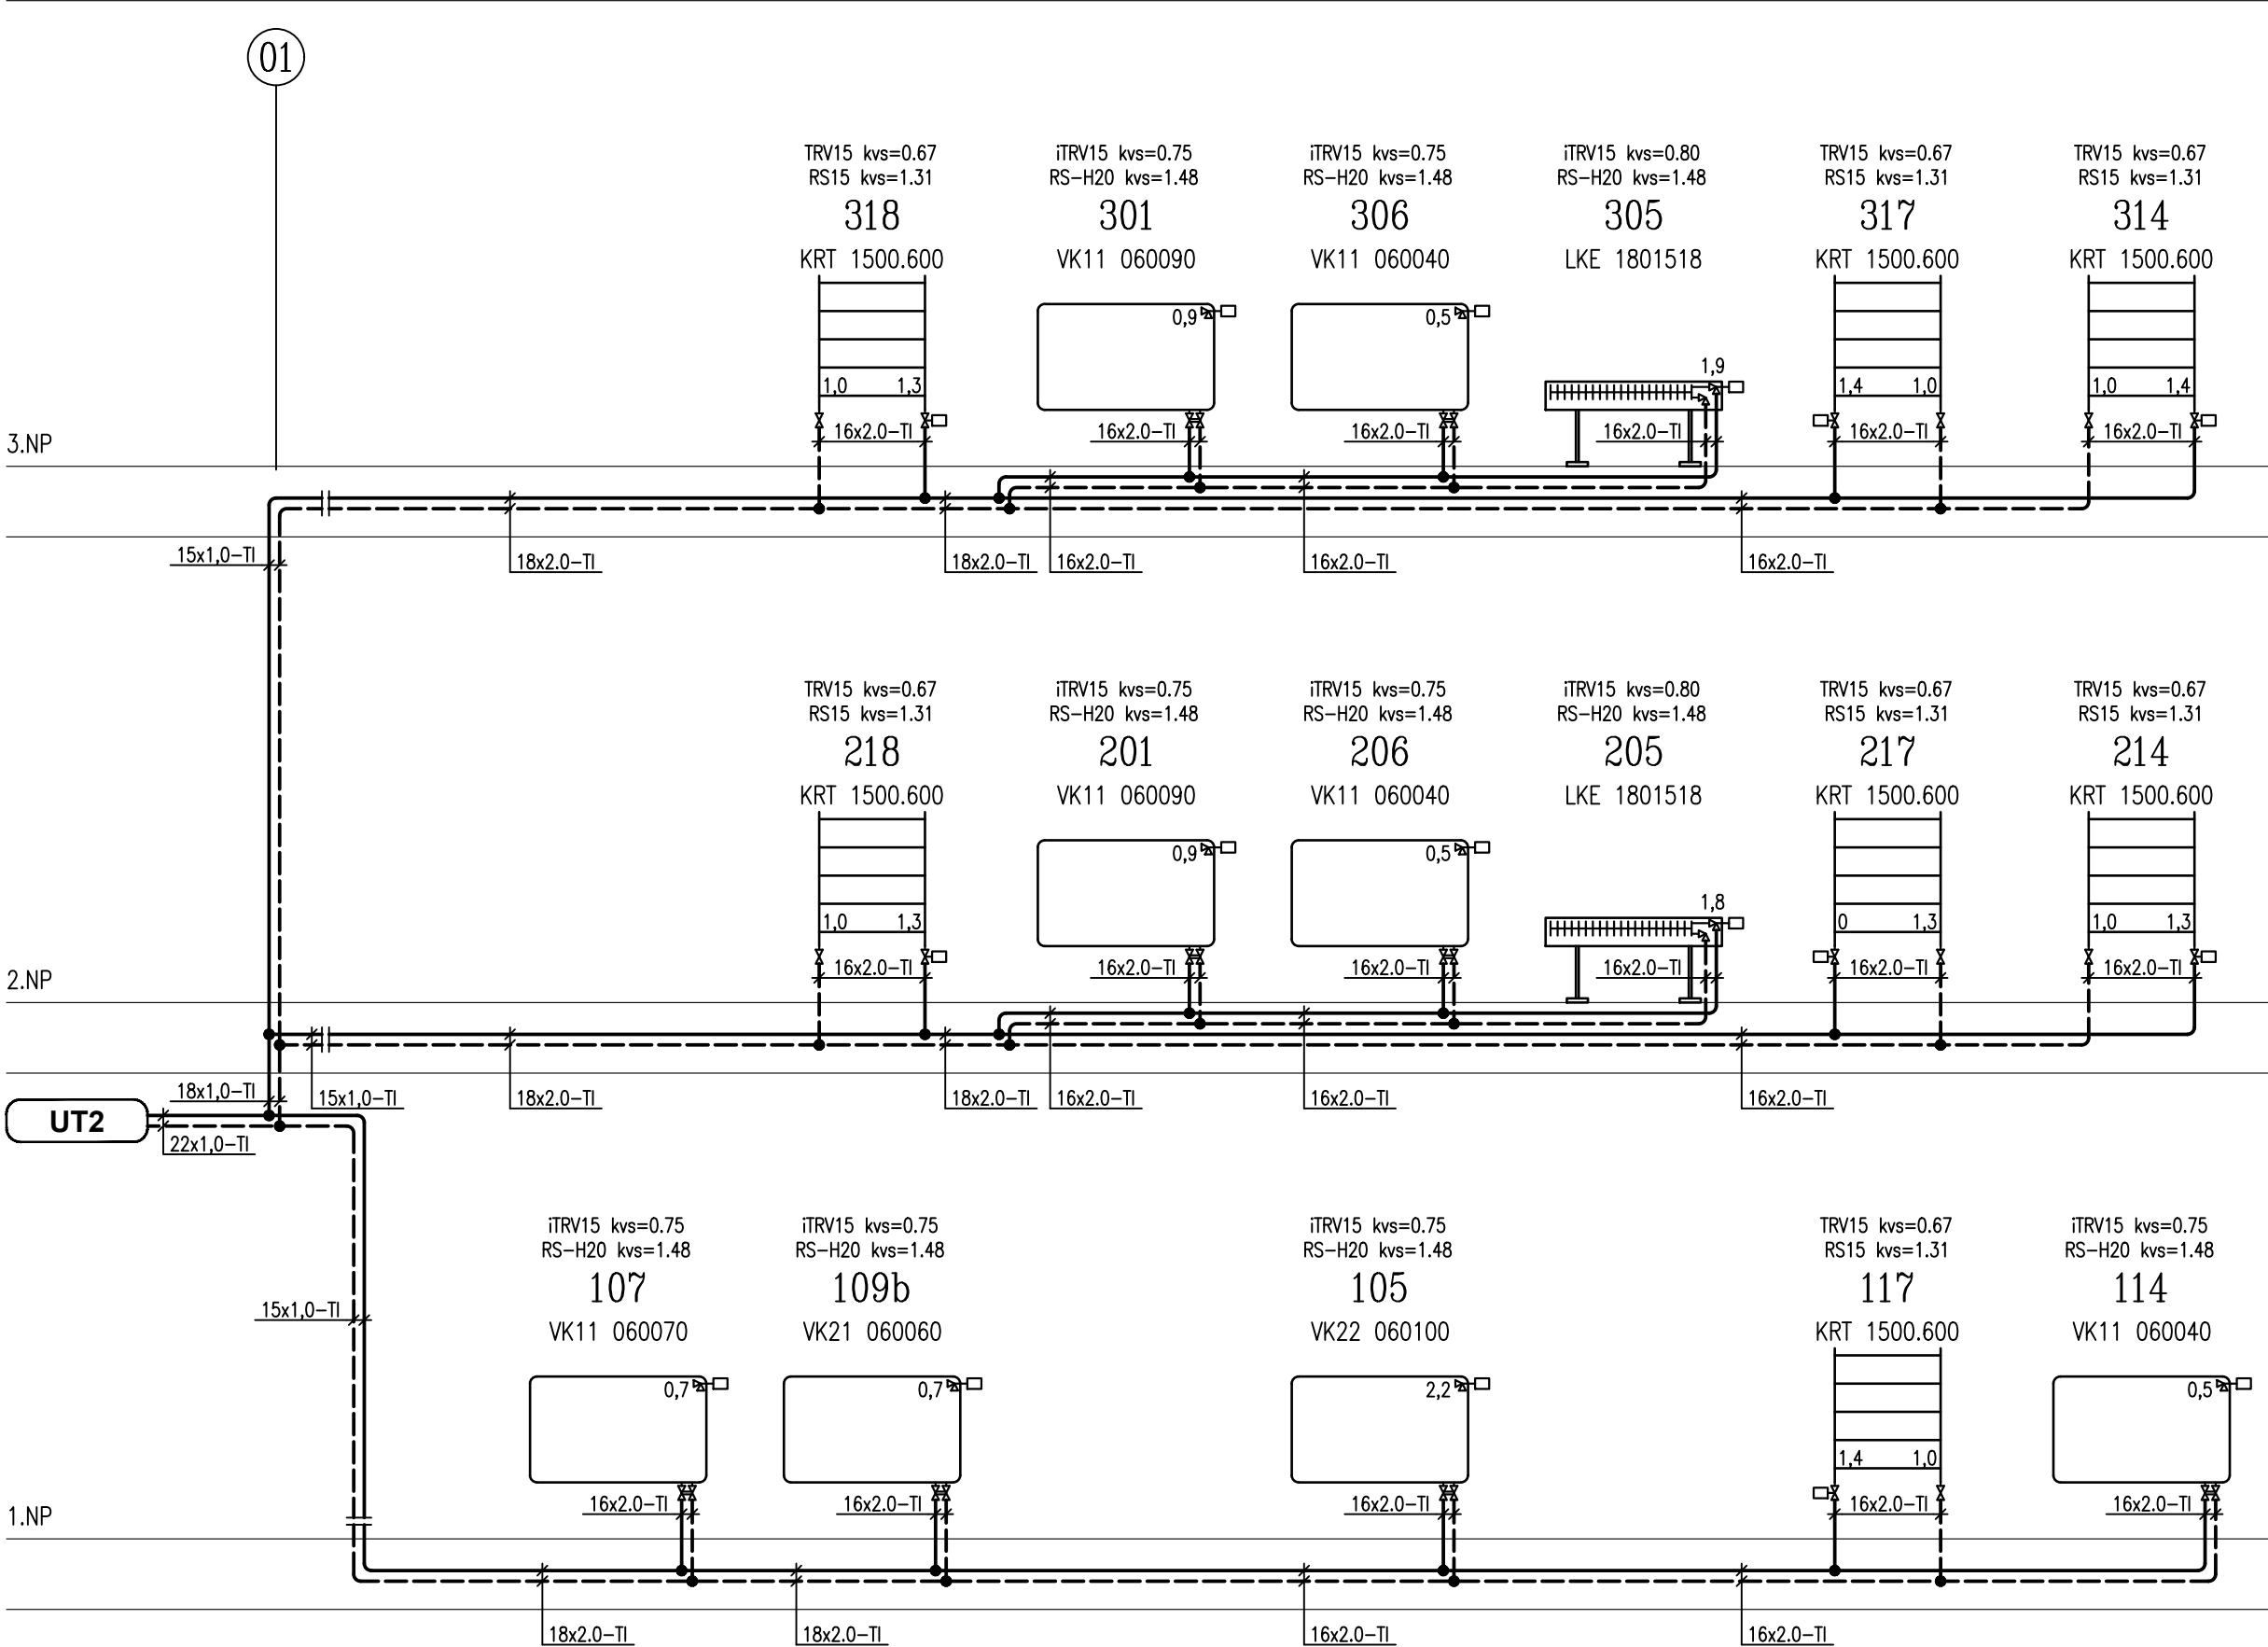 01
TRV15 kvs=0.67
RS15 kvs=1.31
318
KRT 1500.600
1,0 1,3
16x2.0-TI
iTRV15 kvs=0.75
RS-H20 kvs=1.48
301
VK11 060090
0,9
16x2.0-TI
iTRV15 kvs=0.75
RS-H20 kvs=1.48
306
VK11 060040
0,5
16x2.0-TI
iTRV15 kvs=0.80
RS-H20 kvs=1.48
305
LKE 1801518
1,9
16x2.0-TI
TRV15 kvs=0.67
RS15 kvs=1.31
317
KRT 1500.600
1,4 1,0
16x2.0-TI
TRV15 kvs=0.67
RS15 kvs=1.31
314
KRT 1500.600
1,0 1,4
16x2.0-TI
3.NP
15x1,0-TI
18x2.0-TI
18x2.0-TI
16x2.0-TI
16x2.0-TI
16x2.0-TI
TRV15 kvs=0.67
RS15 kvs=1.31
218
KRT 1500.600
1,0 1,3
16x2.0-TI
iTRV15 kvs=0.75
RS-H20 kvs=1.48
201
VK11 060090
0,9
16x2.0-TI
iTRV15 kvs=0.75
RS-H20 kvs=1.48
206
VK11 060040
0,5
16x2.0-TI
iTRV15 kvs=0.80
RS-H20 kvs=1.48
205
LKE 1801518
1,8
16x2.0-TI
TRV15 kvs=0.67
RS15 kvs=1.31
217
KRT 1500.600
0 1,3
16x2.0-TI
TRV15 kvs=0.67
RS15 kvs=1.31
214
KRT 1500.600
1,0 1,3
16x2.0-TI
2.NP
18x1,0-TI
15x1,0-TI
18x2.0-TI
18x2.0-TI
16x2.0-TI
16x2.0-TI
16x2.0-TI
UT2
22x1,0-TI
15x1,0-TI
iTRV15 kvs=0.75
RS-H20 kvs=1.48
107
VK11 060070
0,7
16x2.0-TI
iTRV15 kvs=0.75
RS-H20 kvs=1.48
109b
VK21 060060
0,7
16x2.0-TI
iTRV15 kvs=0.75
RS-H20 kvs=1.48
105
VK22 060100
2,2
16x2.0-TI
TRV15 kvs=0.67
RS15 kvs=1.31
117
KRT 1500.600
1,4 1,0
16x2.0-TI
iTRV15 kvs=0.75
RS-H20 kvs=1.48
114
VK11 060040
0,5
16x2.0-TI
1.NP
18x2.0-TI
18x2.0-TI
16x2.0-TI
16x2.0-TI